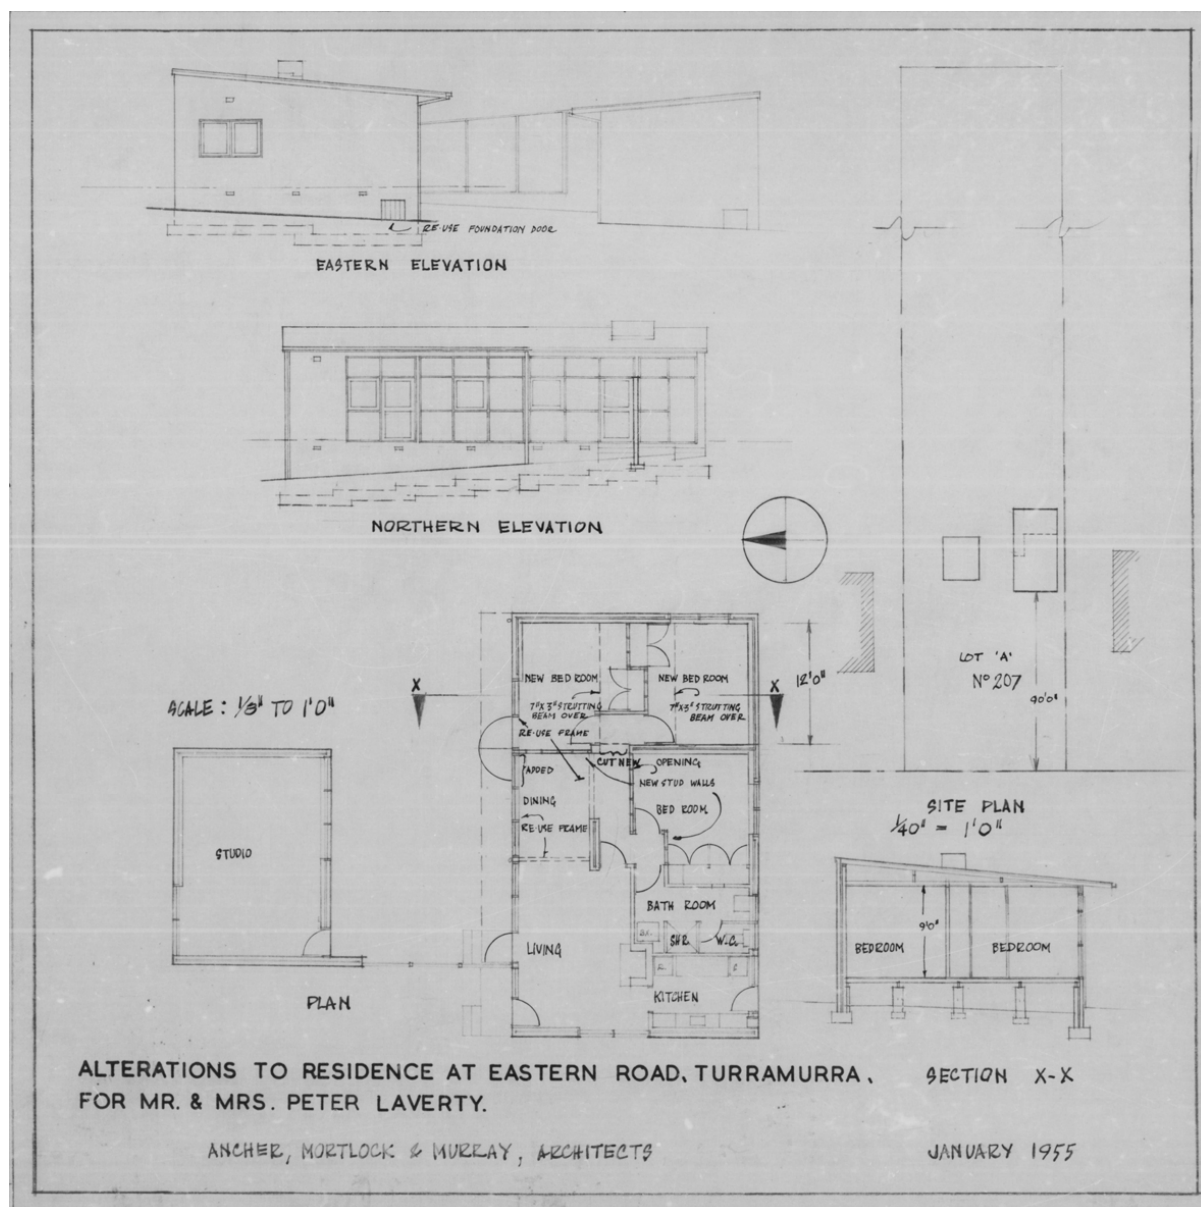 RE-USE FOUNDATION DOOR
EASTERN ELEVATION
NORTHERN ELEVATION
LOT 'A'
Nº 207
90'0"
SITE PLAN
1/40" = 1'0"
SCALE: 1/8" TO 1'0"
X
X
12'0"
NEW BED ROOM
NEW BED ROOM
7"X3" STRUTTING
BEAM OVER
7"X3" STRUTTING
BEAM OVER
RE-USE FRAME
CUT NEW
OPENING
ADDED
NEW STUD WALLS
DINING
BED ROOM
RE-USE FRAME
STUDIO
BATH ROOM
SHR.
W.C.
LIVING
KITCHEN
PLAN
9'0"
BEDROOM
BEDROOM
SECTION X-X
ALTERATIONS TO RESIDENCE AT EASTERN ROAD, TURRAMURRA,
FOR MR. & MRS. PETER LAVERTY.
ANCHER, MORTLOCK & MURRAY, ARCHITECTS
JANUARY 1955